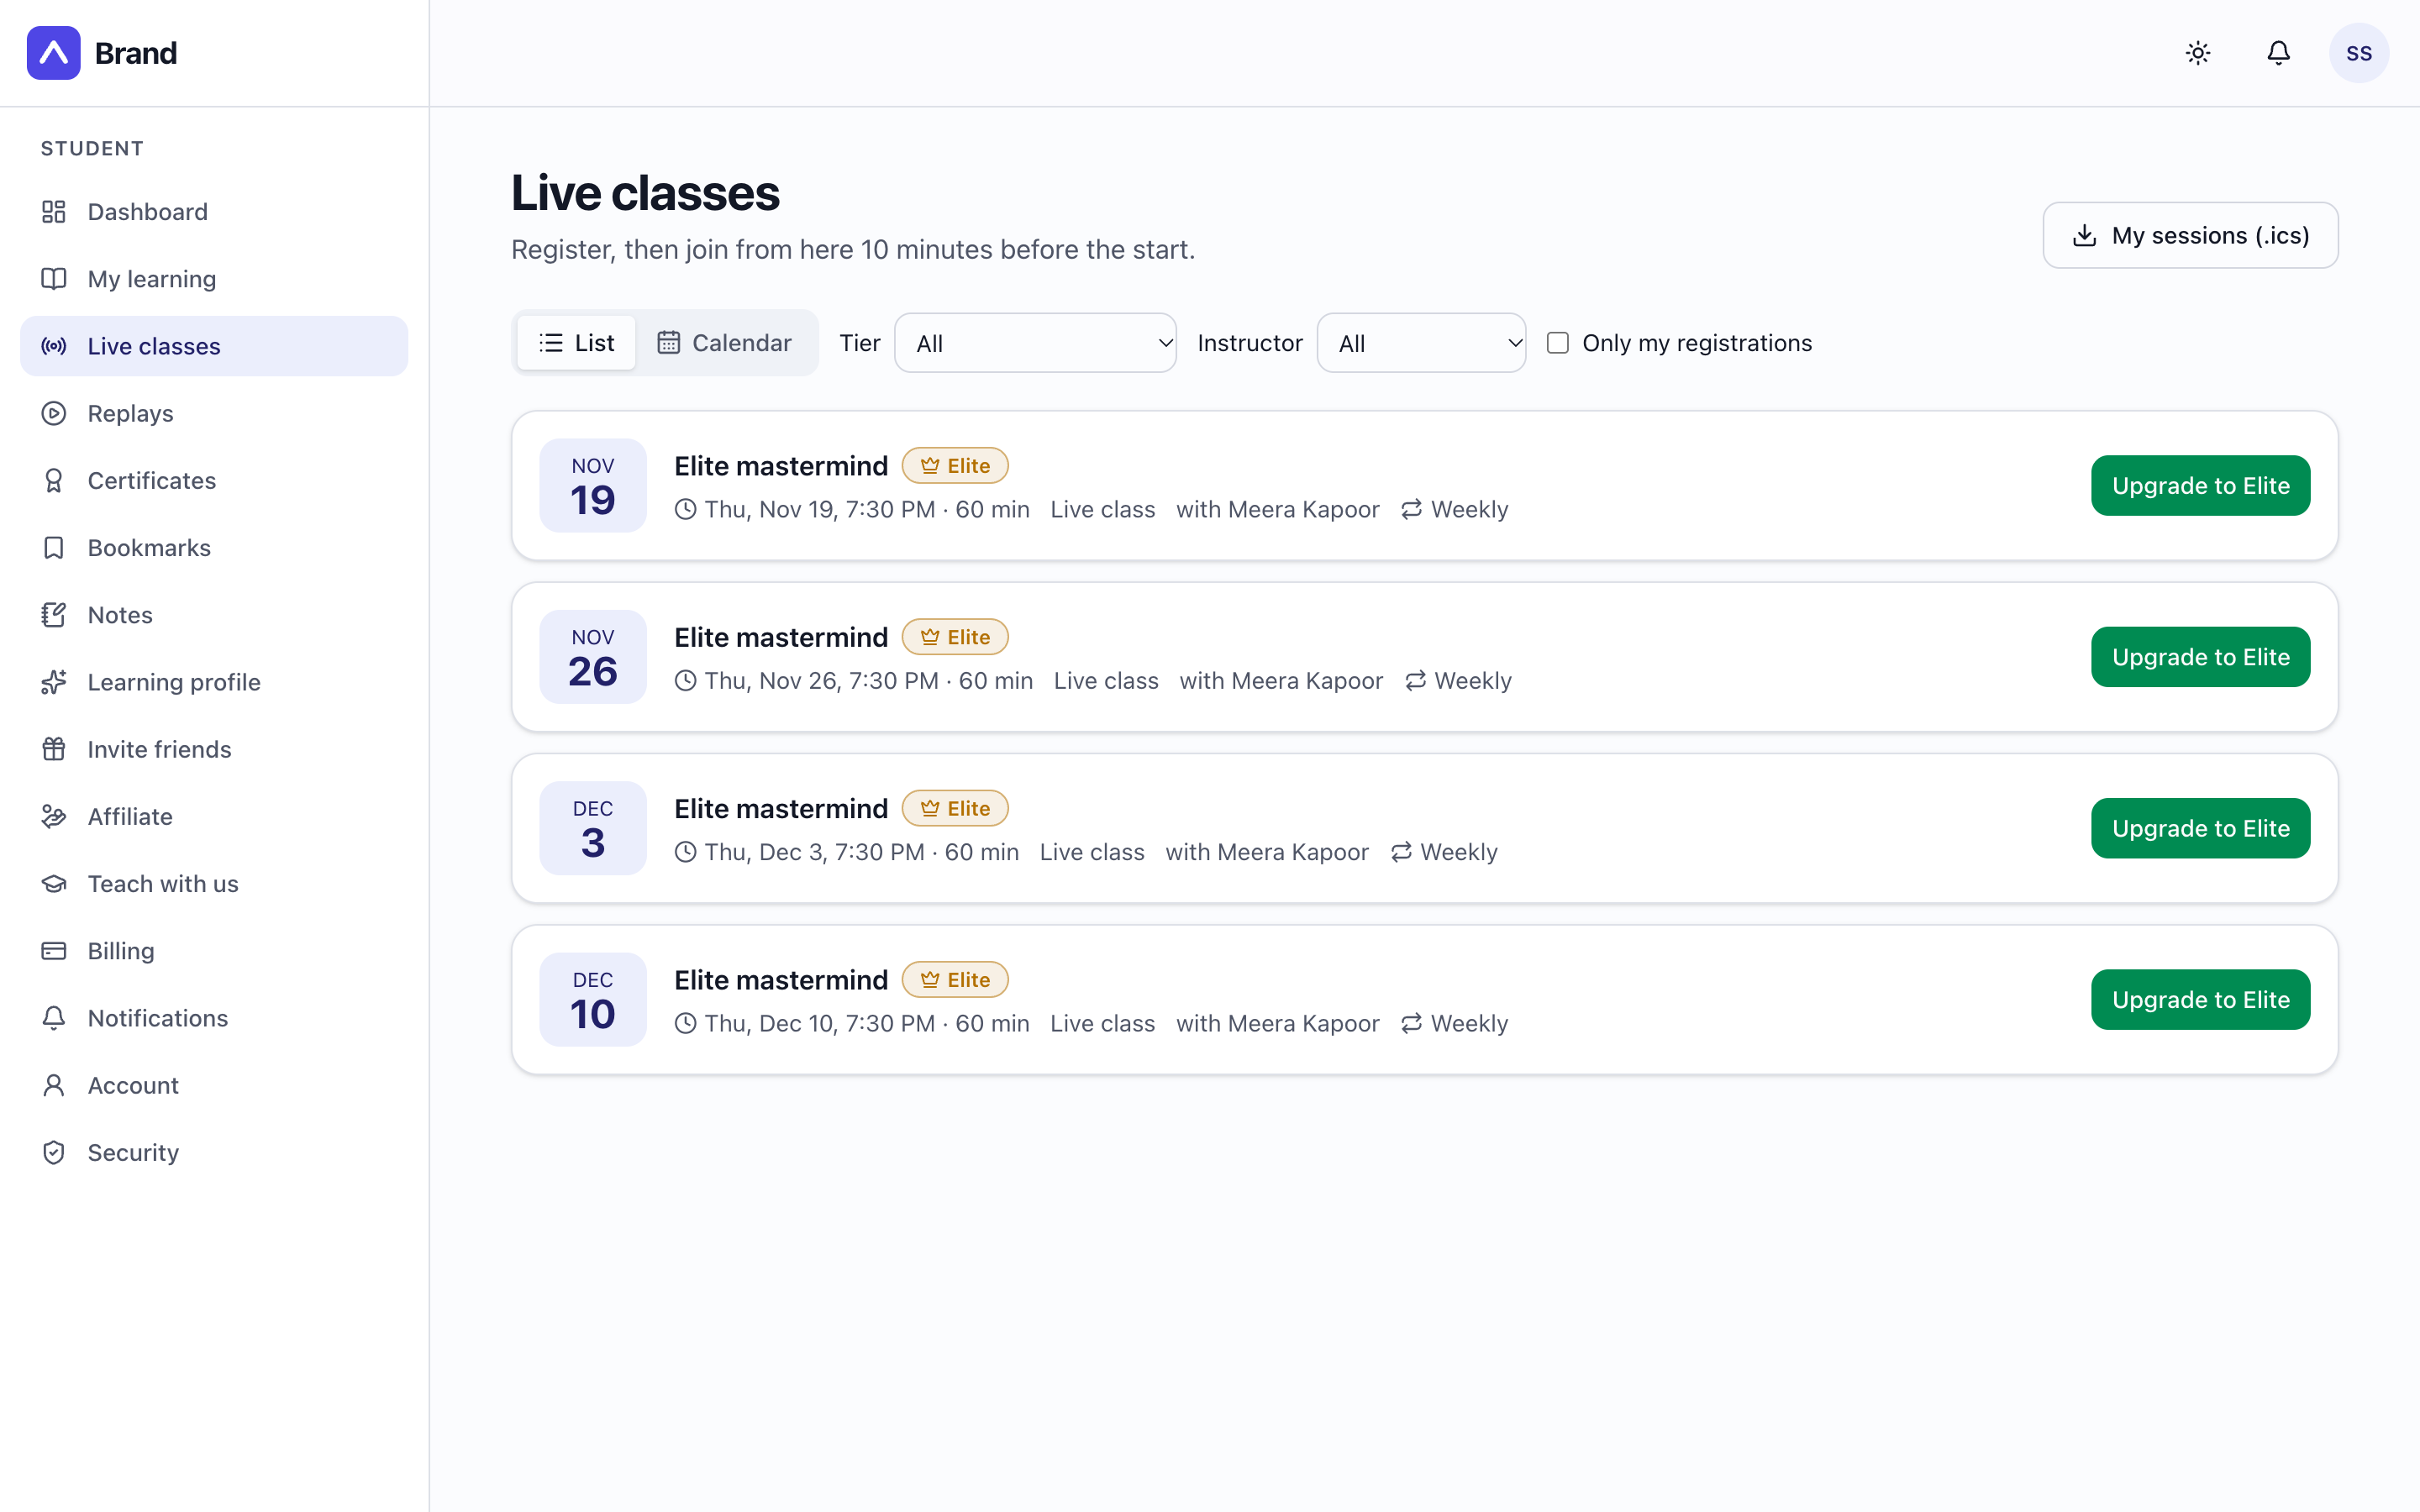 Brand
SS
STUDENT
Dashboard
My learning
Live classes
Replays
Certificates
Bookmarks
Notes
Learning profile
Invite friends
Affiliate
Teach with us
Billing
Notifications
Account
Security
Live classes
Register, then join from here 10 minutes before the start.
My sessions (.ics)
List Calendar Tier All Instructor All Only my registrations
NOV
19
Elite mastermind Elite
Thu, Nov 19, 7:30 PM · 60 min Live class with Meera Kapoor Weekly
Upgrade to Elite
NOV
26
Elite mastermind Elite
Thu, Nov 26, 7:30 PM · 60 min Live class with Meera Kapoor Weekly
Upgrade to Elite
DEC
3
Elite mastermind Elite
Thu, Dec 3, 7:30 PM · 60 min Live class with Meera Kapoor Weekly
Upgrade to Elite
DEC
10
Elite mastermind Elite
Thu, Dec 10, 7:30 PM · 60 min Live class with Meera Kapoor Weekly
Upgrade to Elite